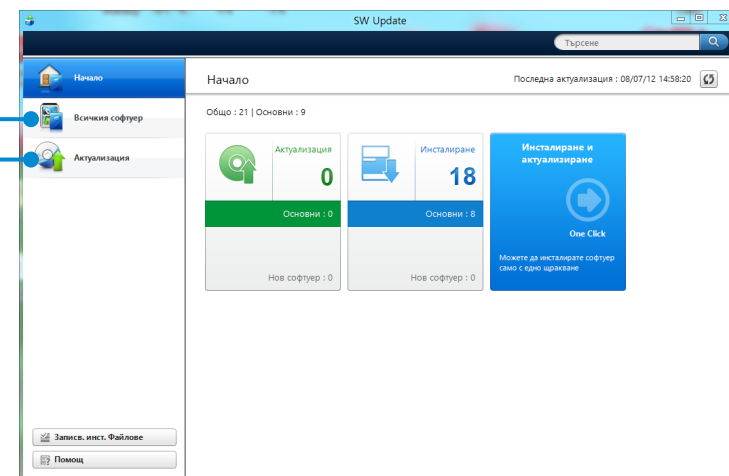 SW Update
Търсене
Начало
Всичкия софтуер
Актуализация
Начало
Последна актуализация : 08/07/12 14:58:20
Общо : 21 | Основни : 9
Актуализация
0
Основни : 0
Нов софтуер : 0
Инсталиране
18
Основни : 8
Нов софтуер : 0
Инсталиране и
актуализиране
One Click
Можете да инсталирате софтуер
само с едно щракване
Записв. инст. Файлове
Помощ